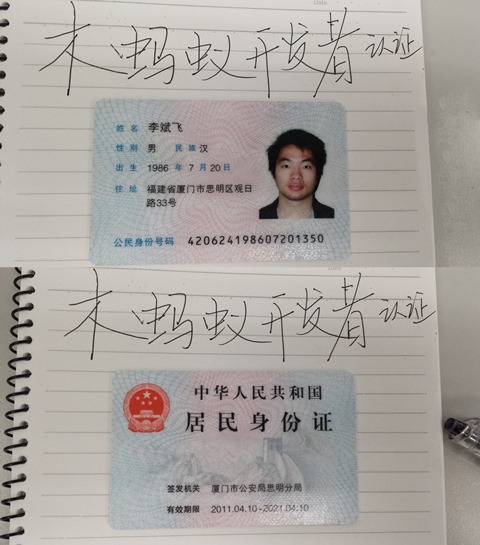 Date
木蚂蚁开发者认证
姓名 李斌飞
性别 男 民族 汉
出生 1986 年 7 月 20 日
住址 福建省厦门市思明区观日
路33号
公民身份号码 420624198607201350
木蚂蚁开发者认证
中华人民共和国
居民身份证
签发机关 厦门市公安局思明分局
有效期限 2011.04.10-2021.04.10